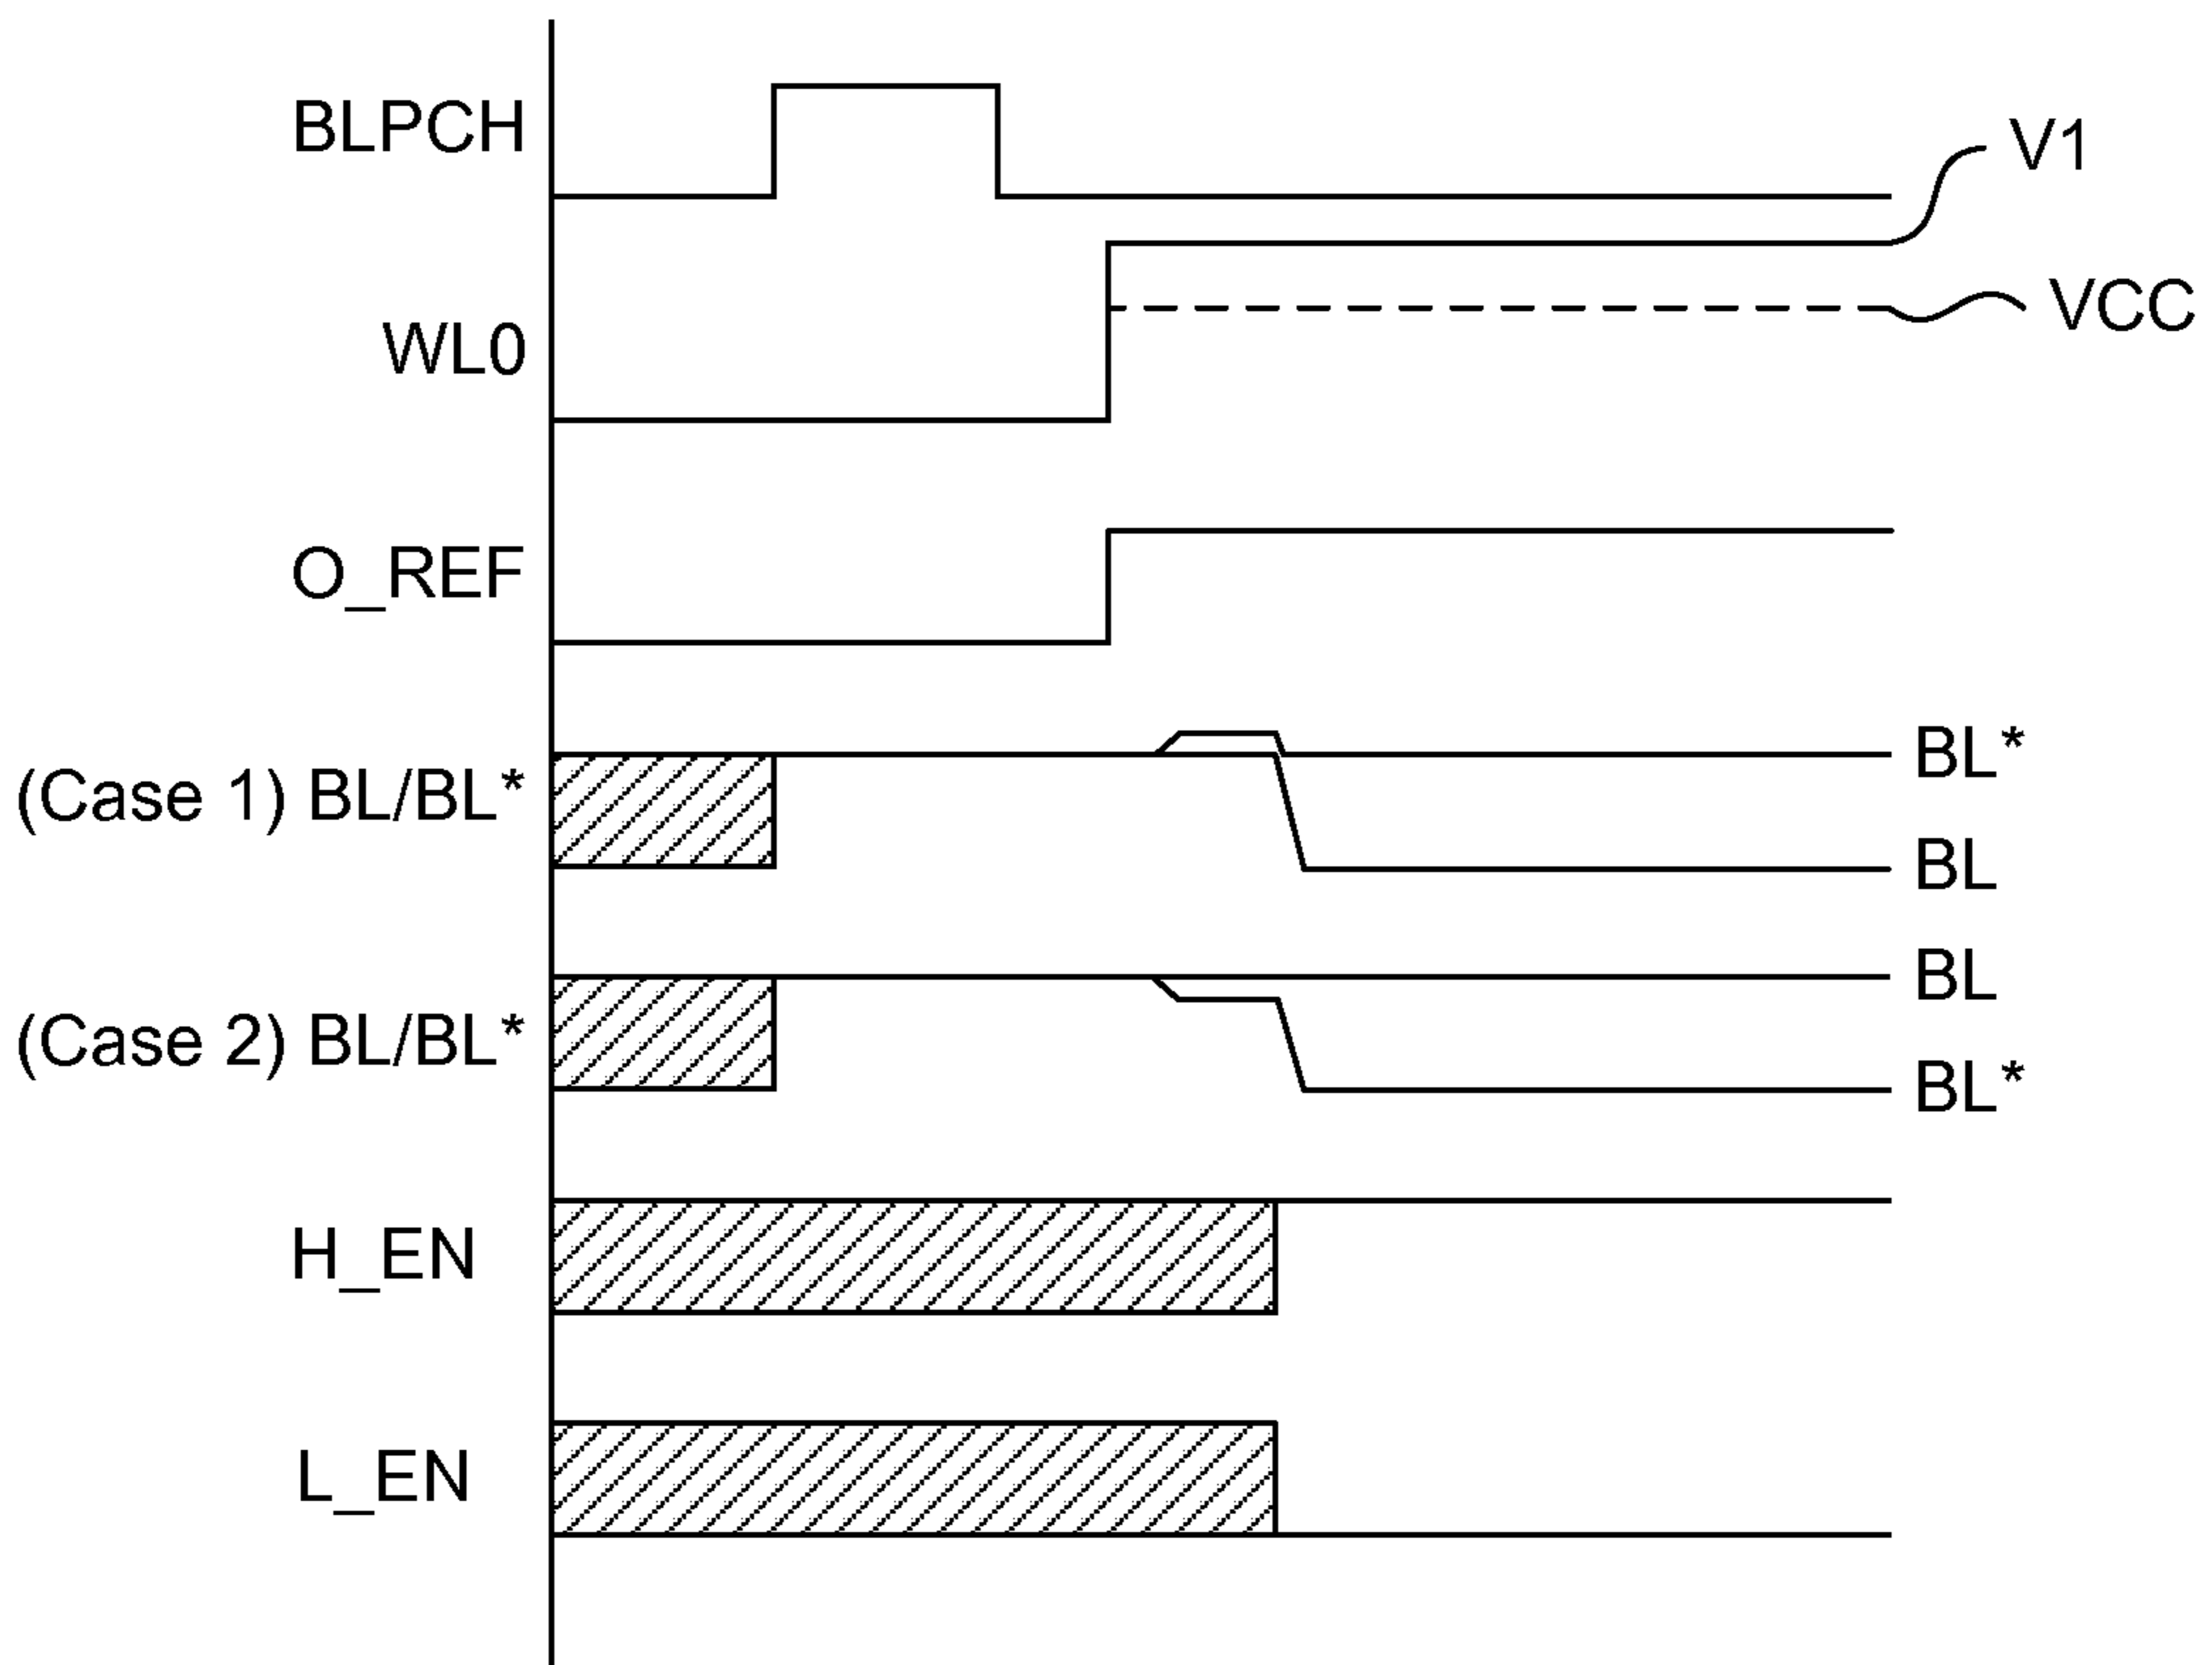 BLPCH
V1
VCC
WL0
O_REF
(Case 1) BL/BL*
BL*
BL
(Case 2) BL/BL*
BL
BL*
H_EN
L_EN